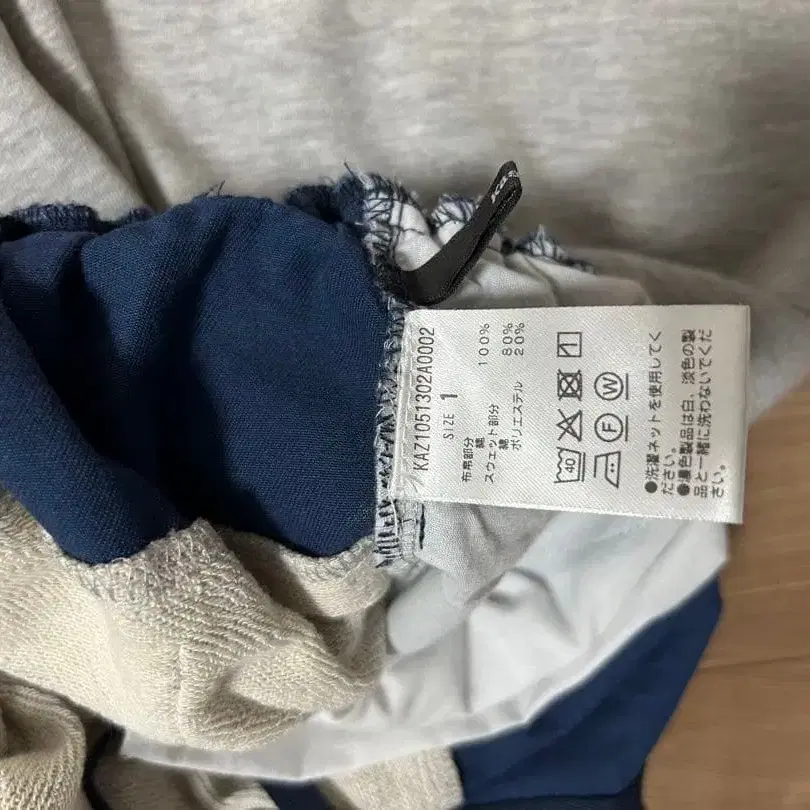 KAZ1051302A0002
SIZE 1
布帛部分
綿 100%
スウェット部分
綿 80%
ポリエステル 20%
40
F W
●洗濯ネットを使用してく
ださい。
●濃色製品は白、淡色の製
品と一緒に洗わないでくだ
さい。